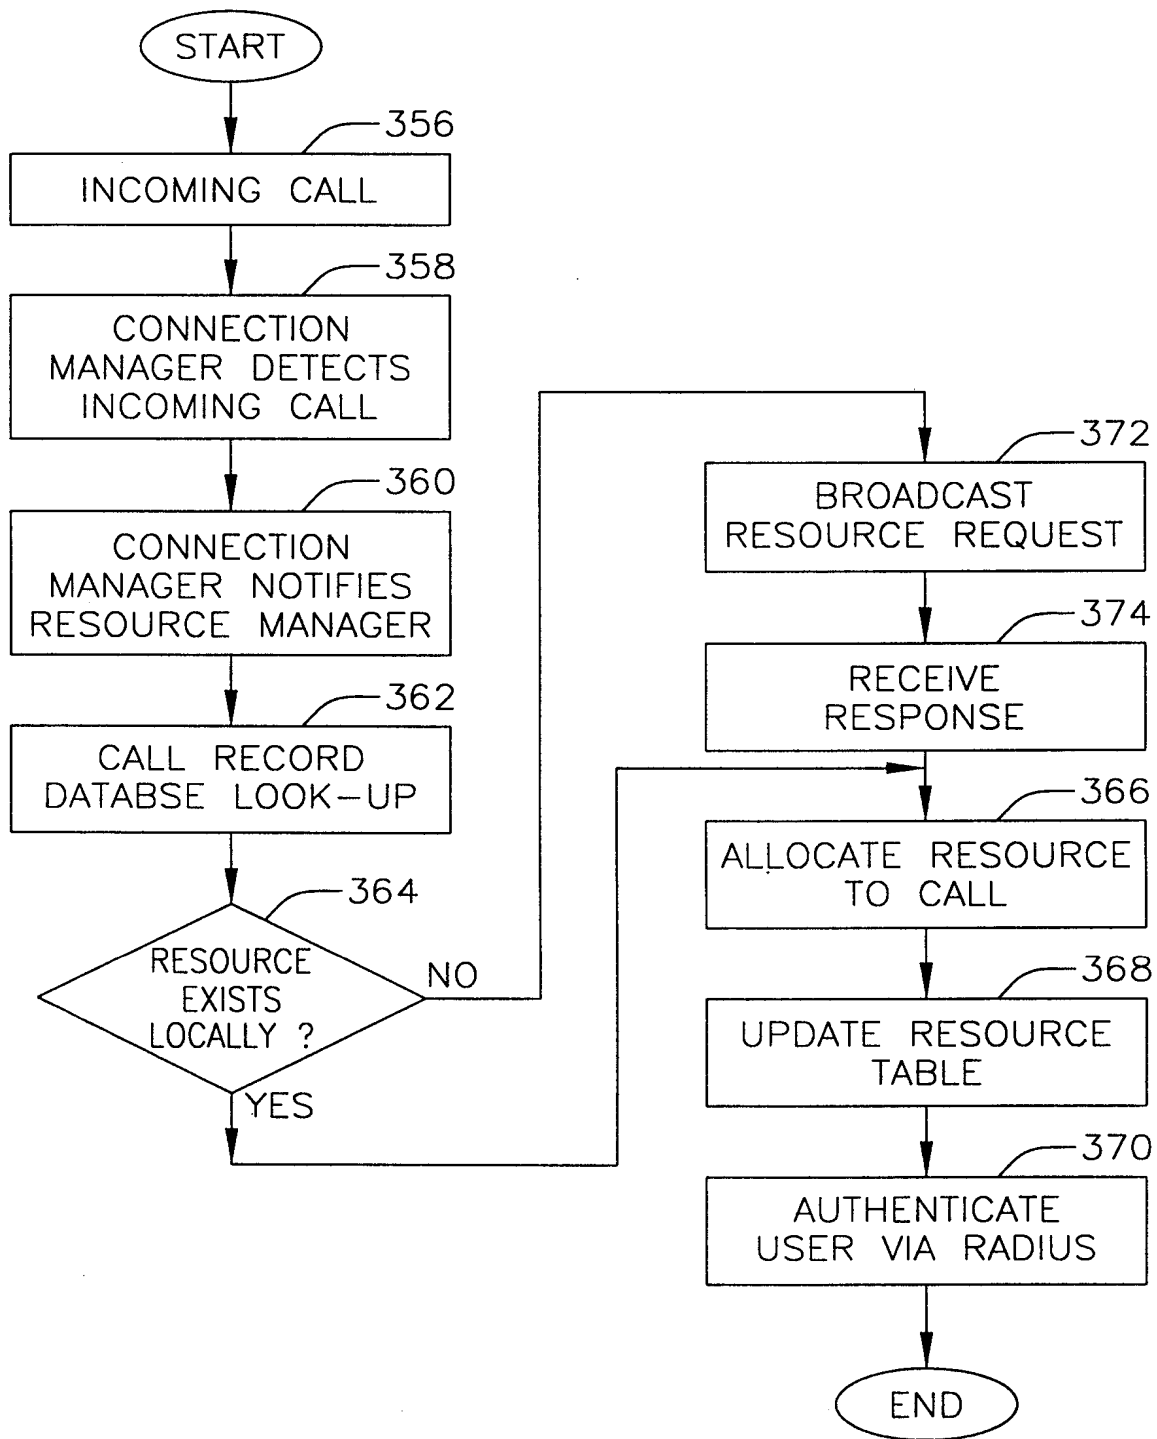 START
356
INCOMING CALL
358
CONNECTION
MANAGER DETECTS
INCOMING CALL
360
CONNECTION
MANAGER NOTIFIES
RESOURCE MANAGER
362
CALL RECORD
DATABSE LOOK-UP
364
RESOURCE
EXISTS
LOCALLY ?
NO
YES
372
BROADCAST
RESOURCE REQUEST
374
RECEIVE
RESPONSE
366
ALLOCATE RESOURCE
TO CALL
368
UPDATE RESOURCE
TABLE
370
AUTHENTICATE
USER VIA RADIUS
END